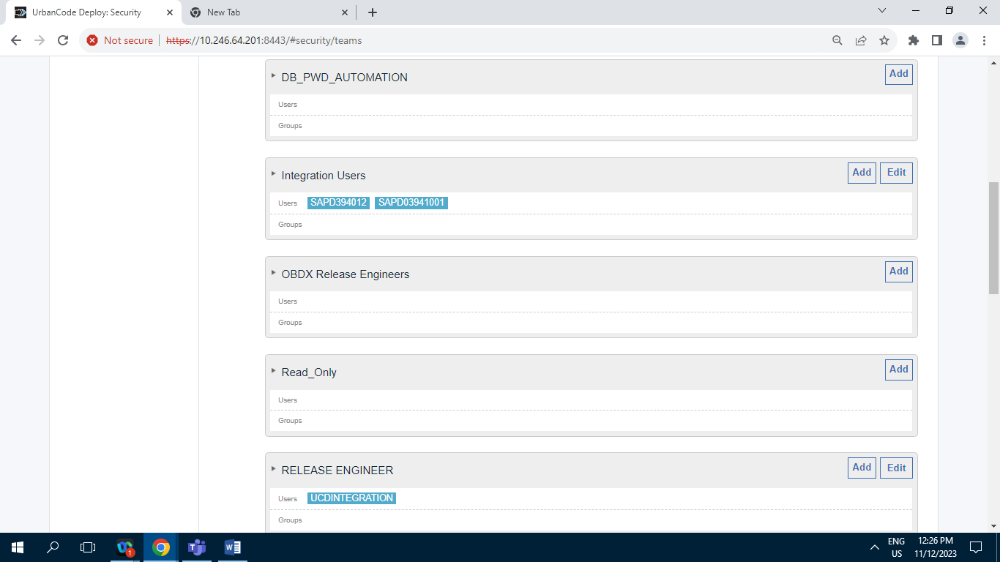 UrbanCode Deploy: Security
New Tab
Not secure https://10.246.64.201:8443/#security/teams
DB_PWD_AUTOMATION Add
Users
Groups
Integration Users Add Edit
Users SAPD394012 SAPD03941001
Groups
OBDX Release Engineers Add
Users
Groups
Read_Only Add
Users
Groups
RELEASE ENGINEER Add Edit
Users UCDINTEGRATION
Groups
1
ENG 12:26 PM
US 11/12/2023